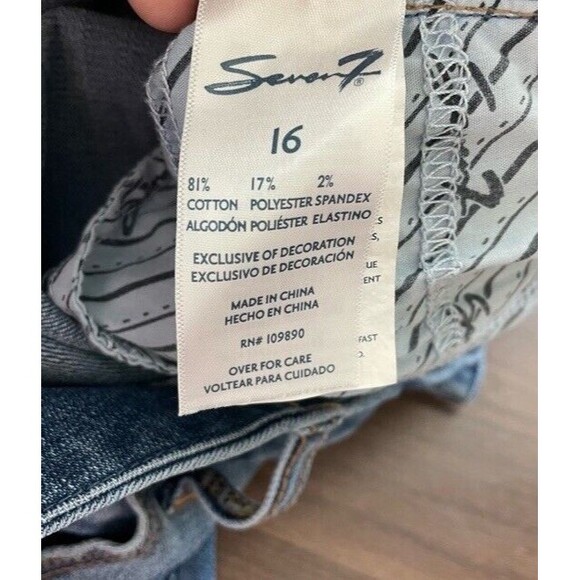 Seven7®
16
81% 17% 2%
COTTON POLYESTER SPANDEX
ALGODÓN POLIÉSTER ELASTINO
EXCLUSIVE OF DECORATION
EXCLUSIVO DE DECORACIÓN
MADE IN CHINA
HECHO EN CHINA
RN# 109890
OVER FOR CARE
VOLTEAR PARA CUIDADO